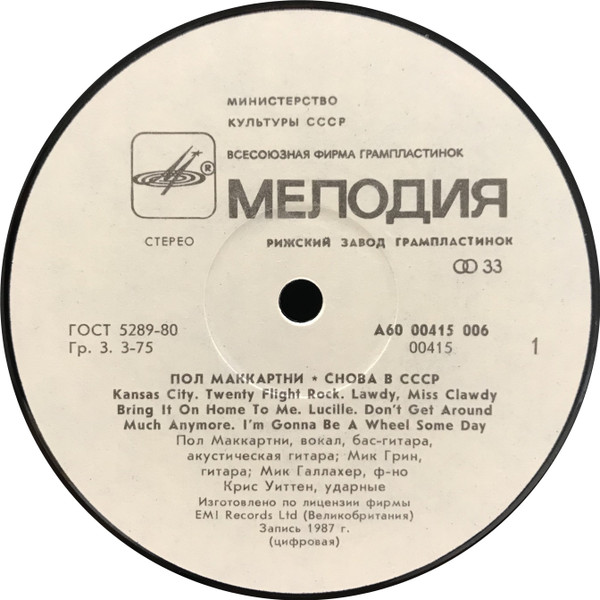 МИНИСТЕРСТВО
КУЛЬТУРЫ СССР
ВСЕСОЮЗНАЯ ФИРМА ГРАМПЛАСТИНОК
®
МЕЛОДИЯ
СТЕРЕО
РИЖСКИЙ ЗАВОД ГРАМПЛАСТИНОК
33
ГОСТ 5289-80
А60 00415 006
Гр. 3. 3-75
00415
1
ПОЛ МАККАРТНИ ★ СНОВА В СССР
Kansas City. Twenty Flight Rock. Lawdy, Miss Clawdy
Bring It On Home To Me. Lucille. Don't Get Around
Much Anymore. I'm Gonna Be A Wheel Some Day
Пол Маккартни, вокал, бас-гитара,
акустическая гитара; Мик Грин,
гитара; Мик Галлахер, ф-но
Крис Уиттен, ударные
Изготовлено по лицензии фирмы
EMI Records Ltd (Великобритания)
Запись 1987 г.
(цифровая)